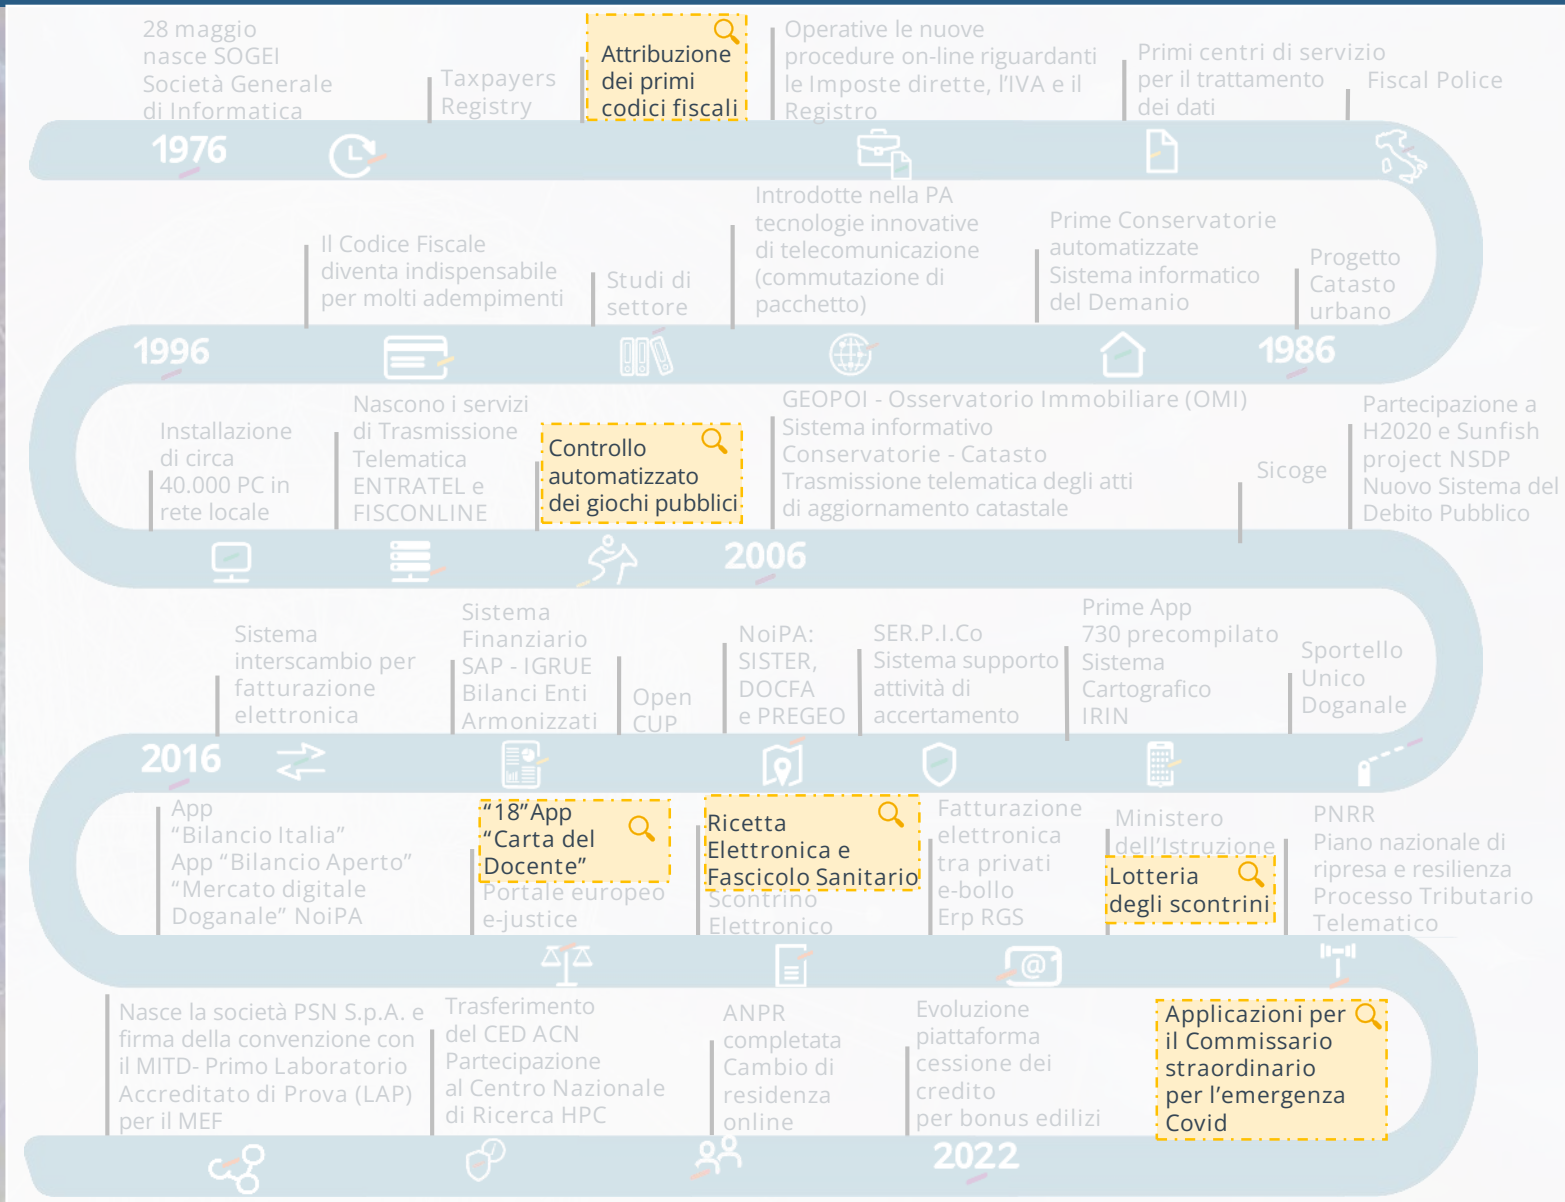 28 maggio
nasce SOGEI
Società Generale
di Informatica
Taxpayers
Registry
Attribuzione
dei primi
codici fiscali
Operative le nuove
procedure on-line riguardanti
le Imposte dirette, l'IVA e il
Registro
Primi centri di servizio
per il trattamento
dei dati
Fiscal Police
1976
Il Codice Fiscale
diventa indispensabile
per molti adempimenti
Studi di
settore
Introdotte nella PA
tecnologie innovative
di telecomunicazione
(commutazione di
pacchetto)
Prime Conservatorie
automatizzate
Sistema informatico
del Demanio
Progetto
Catasto
urbano
1996
1986
Installazione
di circa
40.000 PC in
rete locale
Nascono i servizi
di Trasmissione
Telematica
ENTRATEL e
FISCONLINE
Controllo
automatizzato
dei giochi pubblici
GEOPOI - Osservatorio Immobiliare (OMI)
Sistema informativo
Conservatorie - Catasto
Trasmissione telematica degli atti
di aggiornamento catastale
Sicoge
Partecipazione a
H2020 e Sunfish
project NSDP
Nuovo Sistema del
Debito Pubblico
2006
Sistema
interscambio per
fatturazione
elettronica
Sistema
Finanziario
SAP - IGRUE
Bilanci Enti
Armonizzati
Open
CUP
NoiPA:
SISTER,
DOCFA
e PREGEO
SER.P.I.Co
Sistema supporto
attività di
accertamento
Prime App
730 precompilato
Sistema
Cartografico
IRIN
Sportello
Unico
Doganale
2016
App
“Bilancio Italia”
App “Bilancio Aperto”
“Mercato digitale
Doganale” NoiPA
“18”App
“Carta del
Docente”
Portale europeo
e-justice
Ricetta
Elettronica e
Fascicolo Sanitario
Scontrino
Elettronico
Fatturazione
elettronica
tra privati
e-bollo
Erp RGS
Ministero
dell'Istruzione
Lotteria
degli scontrini
PNRR
Piano nazionale di
ripresa e resilienza
Processo Tributario
Telematico
@
Nasce la società PSN S.p.A. e
firma della convenzione con
il MITD- Primo Laboratorio
Accreditato di Prova (LAP)
per il MEF
Trasferimento
del CED ACN
Partecipazione
al Centro Nazionale
di Ricerca HPC
ANPR
completata
Cambio di
residenza
online
Evoluzione
piattaforma
cessione dei
credito
per bonus edilizi
Applicazioni per
il Commissario
straordinario
per l'emergenza
Covid
2022